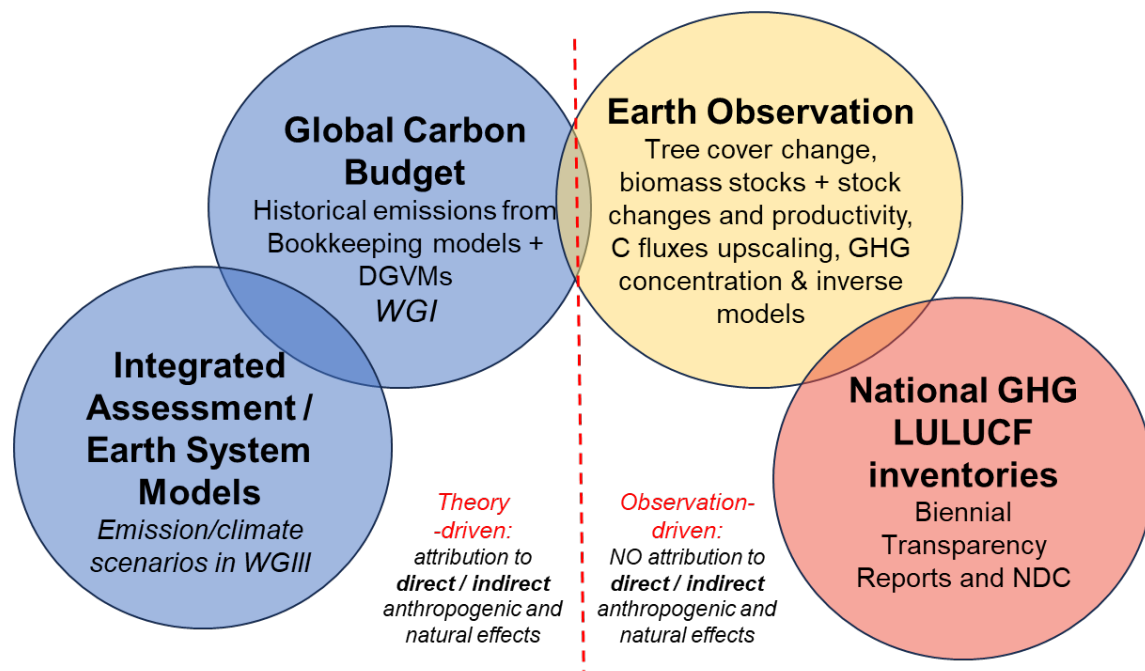 Global Carbon
Budget
Historical emissions from
Bookkeeping models +
DGVMs
WGI
Earth Observation
Tree cover change,
biomass stocks + stock
changes and productivity,
C fluxes upscaling, GHG
concentration & inverse
models
Integrated
Assessment /
Earth System
Models
Emission/climate
scenarios in WGIII
National GHG
LULUCF
inventories
Biennial
Transparency
Reports and NDC
Theory
-driven:
attribution to
direct / indirect
anthropogenic and
natural effects
Observation-
driven:
NO attribution to
direct / indirect
anthropogenic and
natural effects